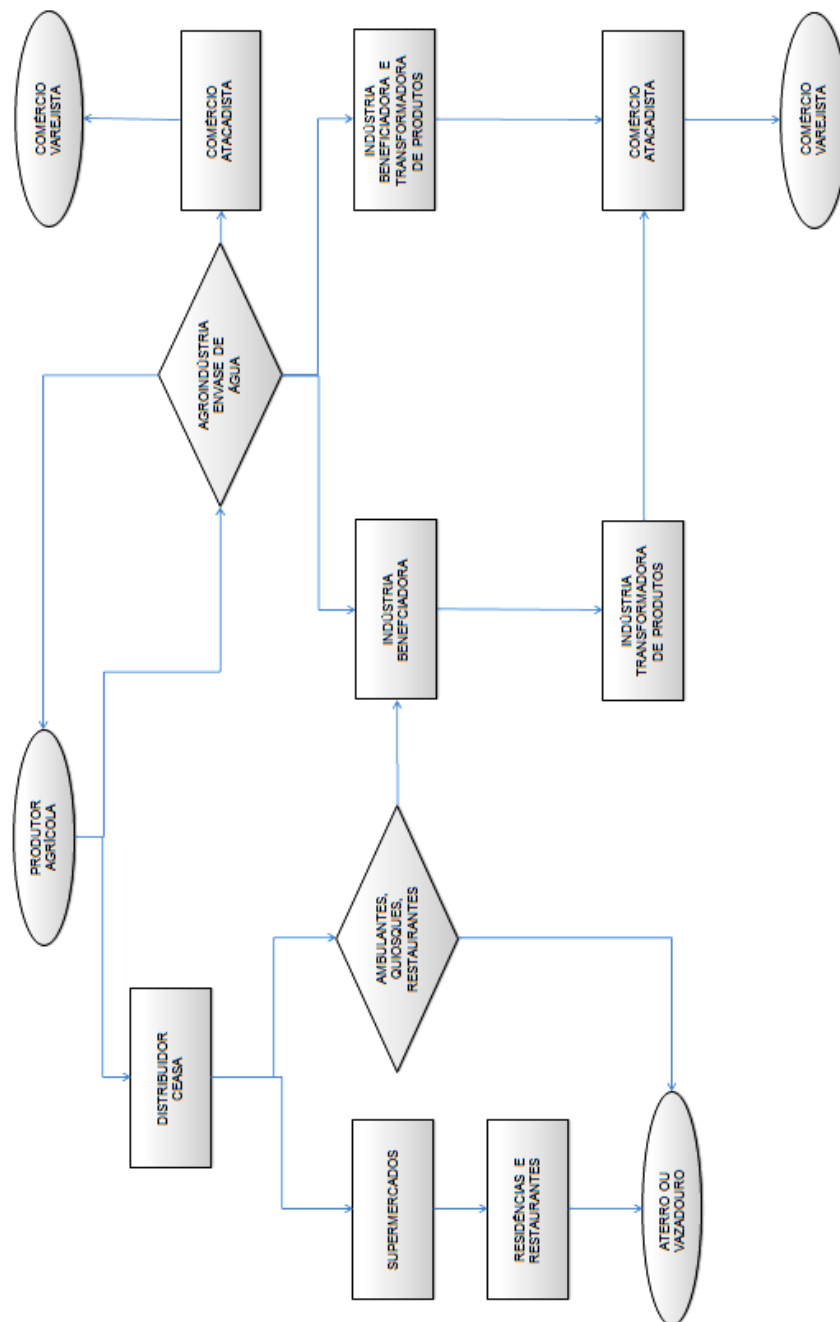 PRODUTOR
AGRÍCOLA
DISTRIBUIDOR
CEASA
AGROINDÚSTRIA
ENVASE DE
ÁGUA
COMÉRCIO
ATACADISTA
COMÉRCIO
VAREJISTA
SUPERMERCADOS
AMBULANTES,
QUIOSQUES,
RESTAURANTES
INDÚSTRIA
BENEFCIADORA
INDÚSTRIA
BENEFICIADORA E
TRANSFORMADORA
DE PRODUTOS
RESIDÊNCIAS E
RESTAURANTES
INDÚSTRIA
TRANSFORMADORA
DE PRODUTOS
COMÉRCIO
ATACADISTA
ATERRO OU
VAZADOURO
COMÉRCIO
VAREJISTA